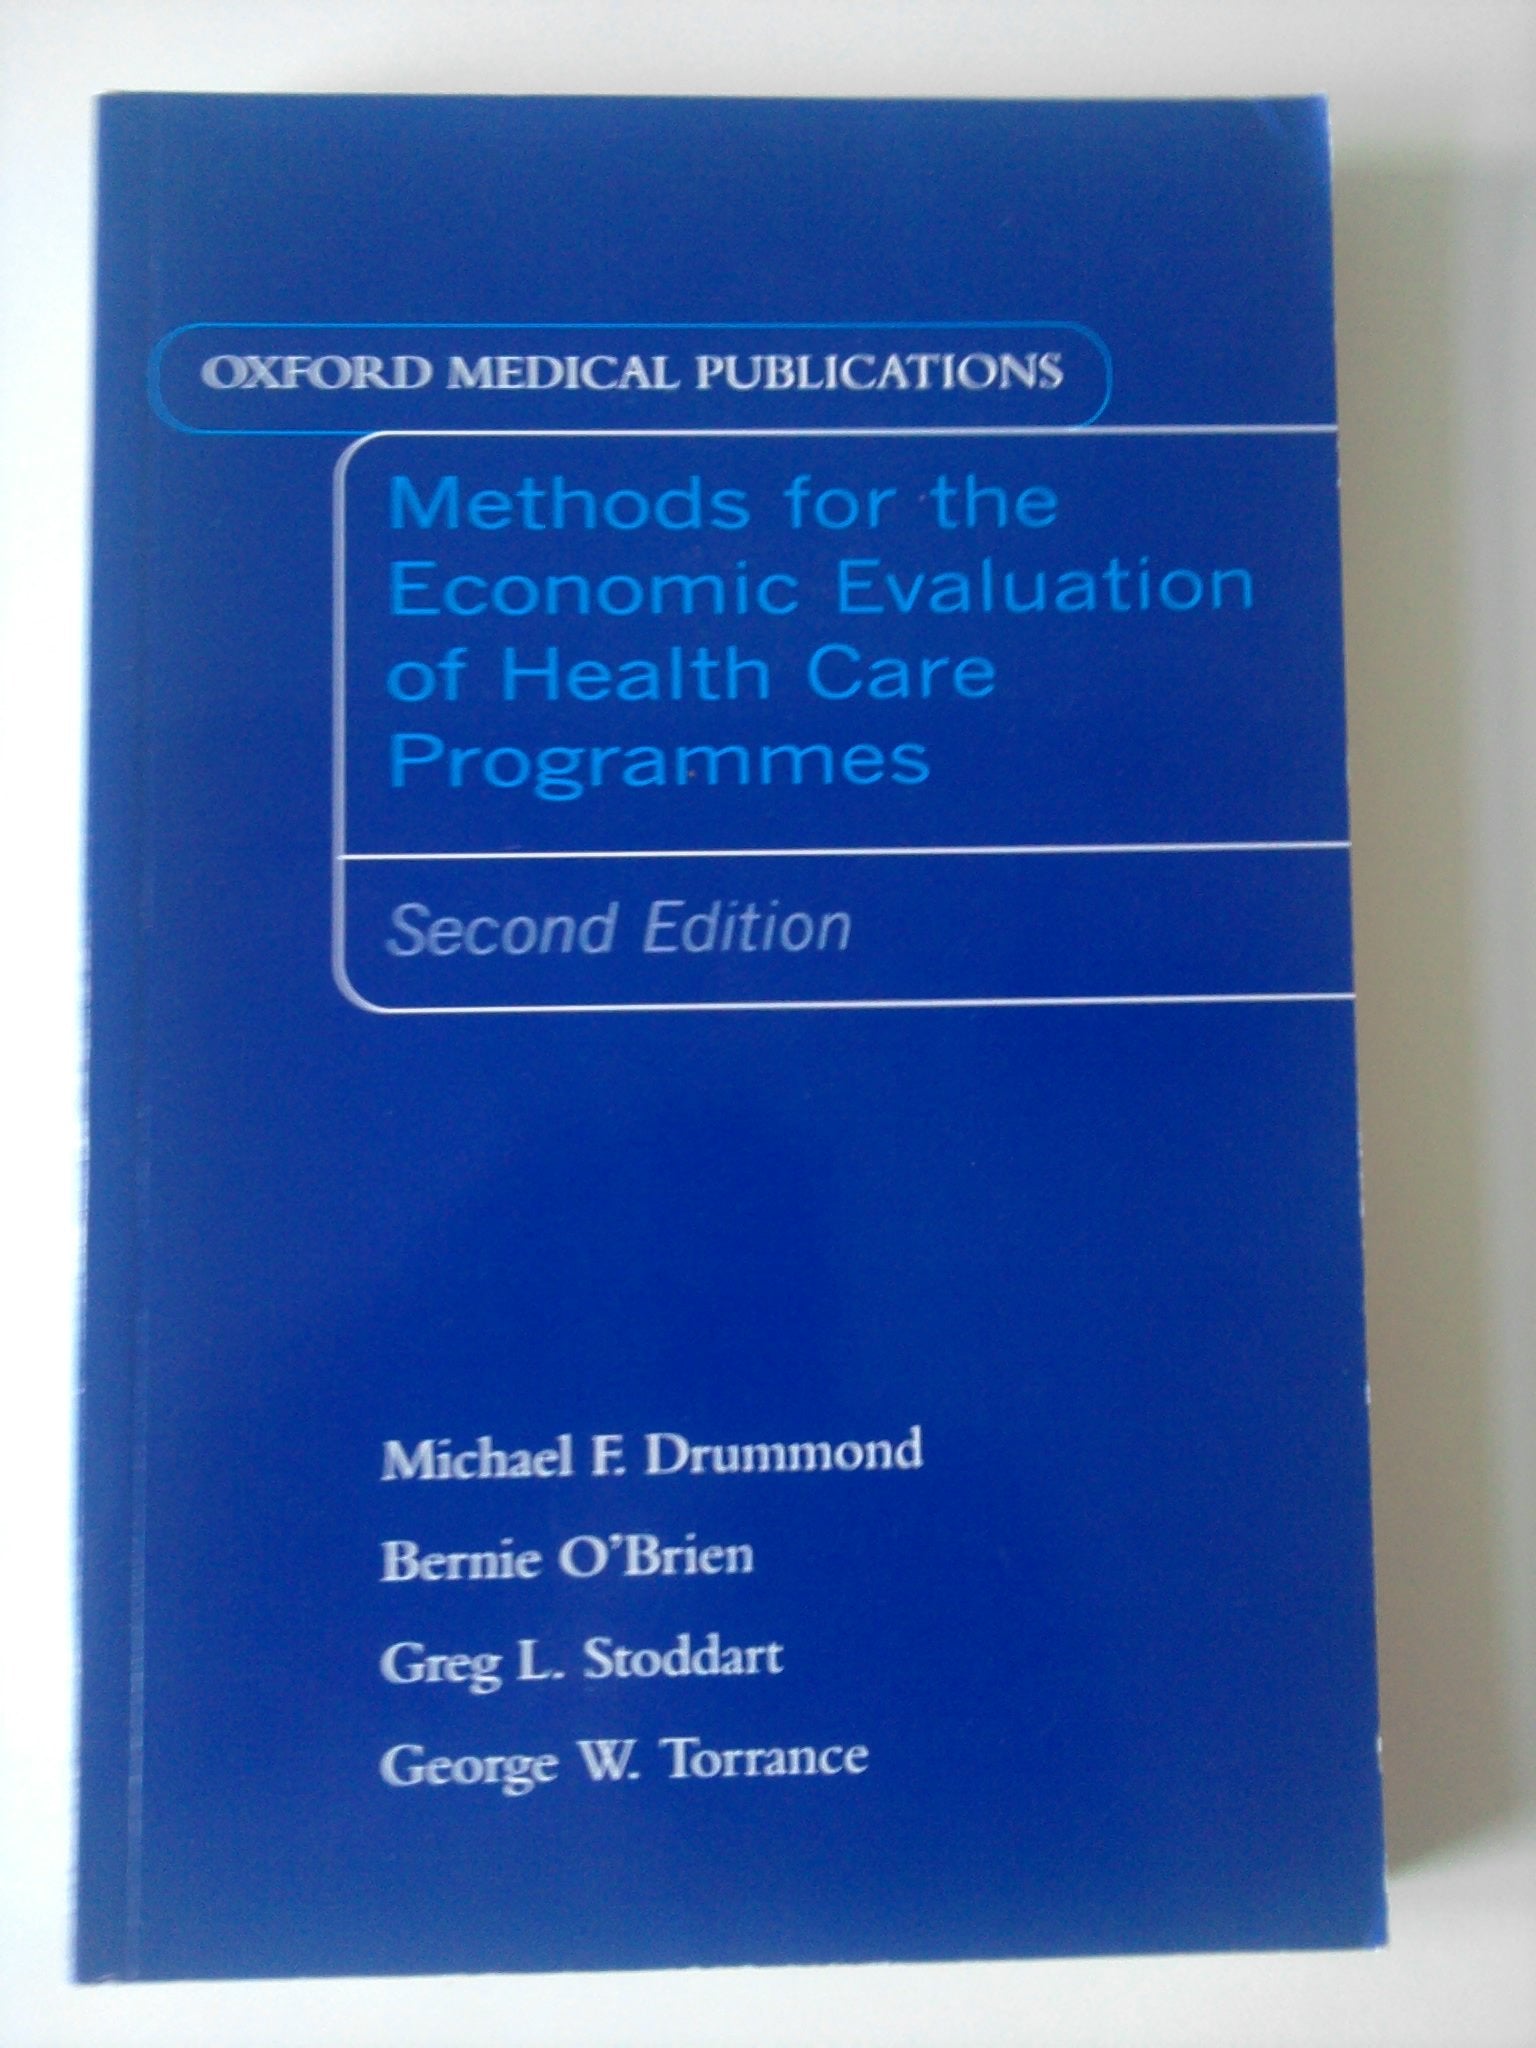 OXFORD MEDICAL PUBLICATIONS
Methods for the
Economic Evaluation
of Health Care
Programmes
Second Edition
Michael F. Drummond
Bernie O'Brien
Greg L. Stoddart
George W. Torrance